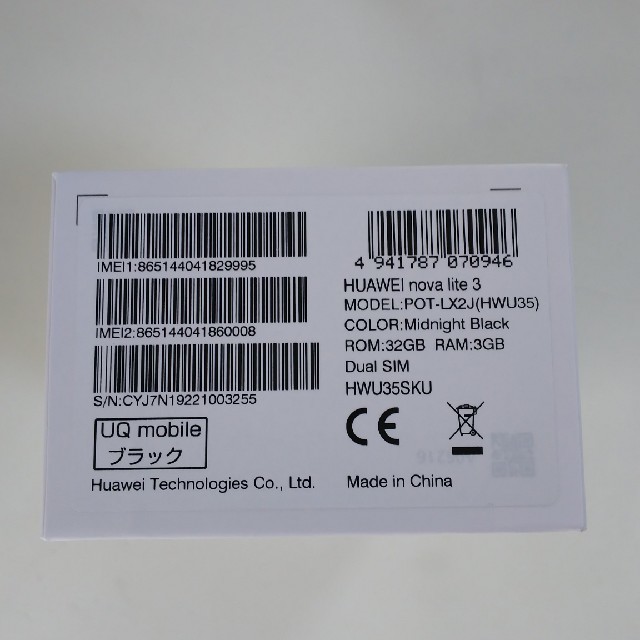 IMEI1:865144041829995
IMEI2:865144041860008
S/N:CYJ7N19221003255
UQ mobile
ブラック
Huawei Technologies Co., Ltd.
4 941787 070946
HUAWEI nova lite 3
MODEL:POT-LX2J(HWU35)
COLOR:Midnight Black
ROM:32GB RAM:3GB
Dual SIM
HWU35SKU
CE
Made in China